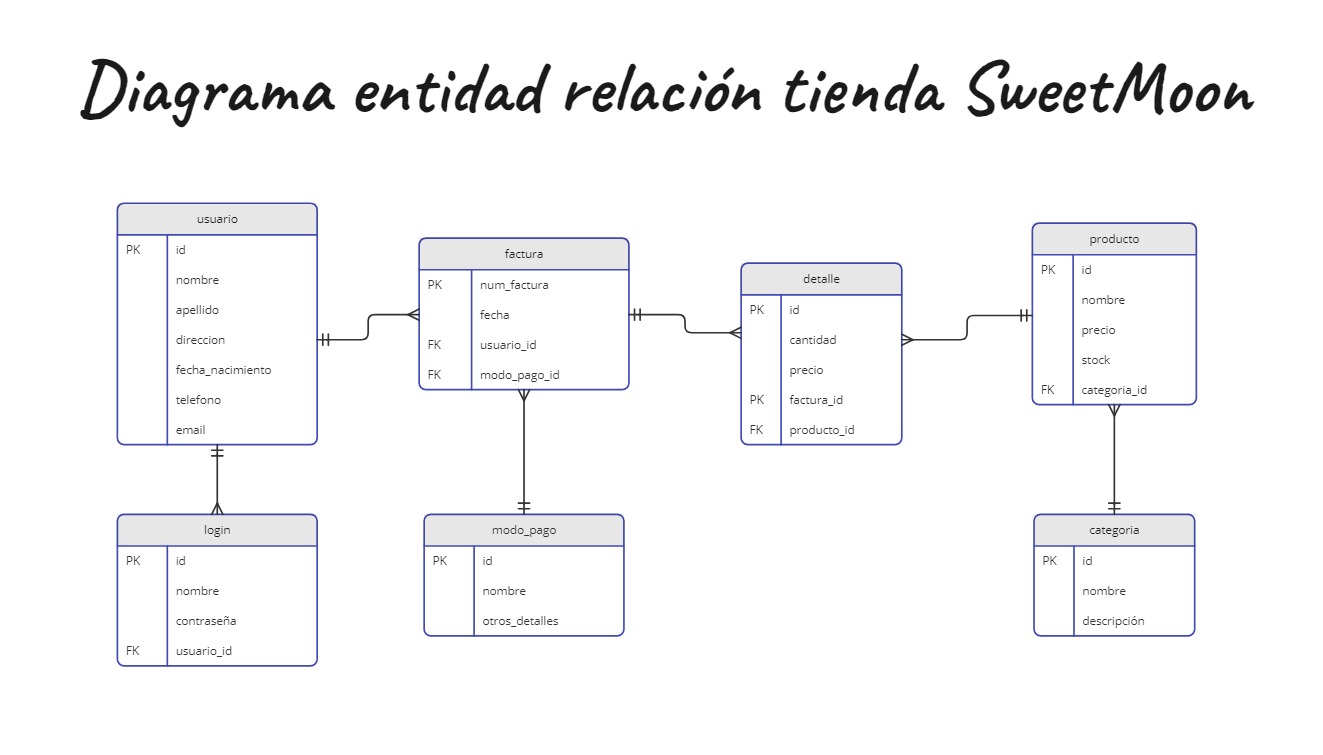 Diagrama entidad relación tienda SweetMoon
usuario
PK id
nombre
apellido
direccion
fecha_nacimiento
telefono
email
factura
PK num_factura
fecha
FK usuario_id
FK modo_pago_id
detalle
PK id
cantidad
precio
PK factura_id
FK producto_id
producto
PK id
nombre
precio
stock
FK categoria_id
login
PK id
nombre
contraseña
FK usuario_id
modo_pago
PK id
nombre
otros_detalles
categoria
PK id
nombre
descripción